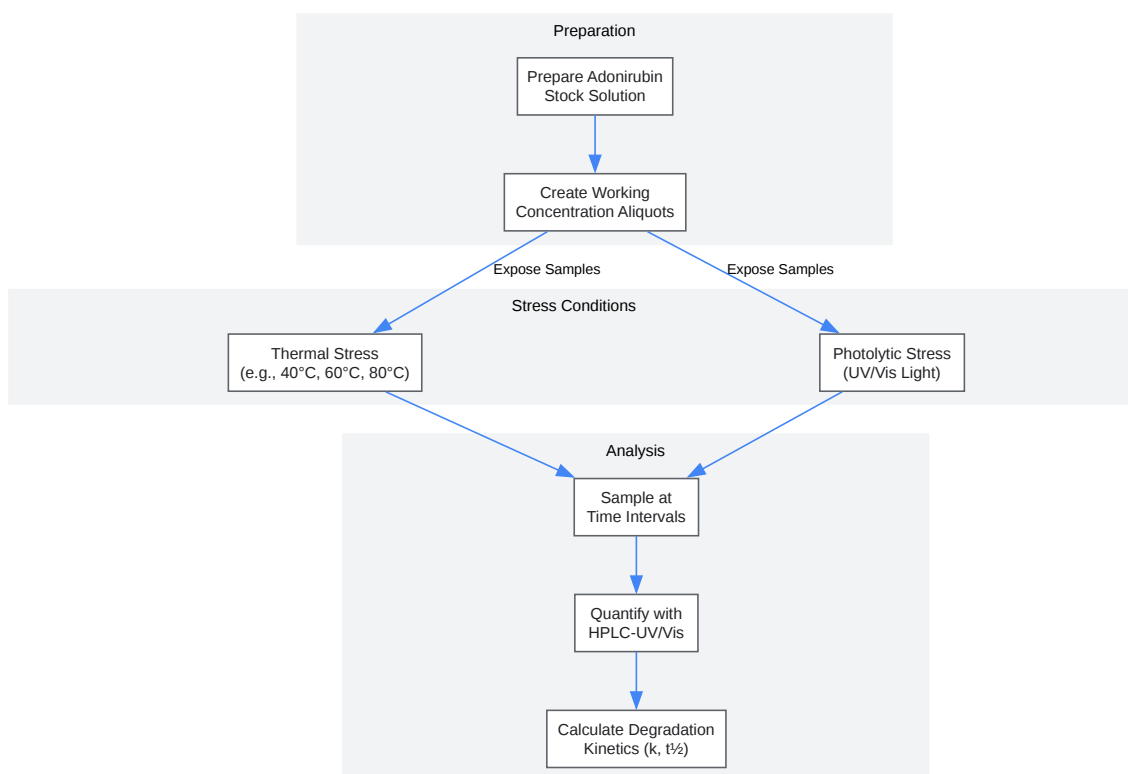 Preparation
Prepare Adonirubin
Stock Solution
Create Working
Concentration Aliquots
Expose Samples
Expose Samples
Stress Conditions
Thermal Stress
(e.g., 40°C, 60°C, 80°C)
Photolytic Stress
(UV/Vis Light)
Analysis
Sample at
Time Intervals
Quantify with
HPLC-UV/Vis
Calculate Degradation
Kinetics (k, t½)